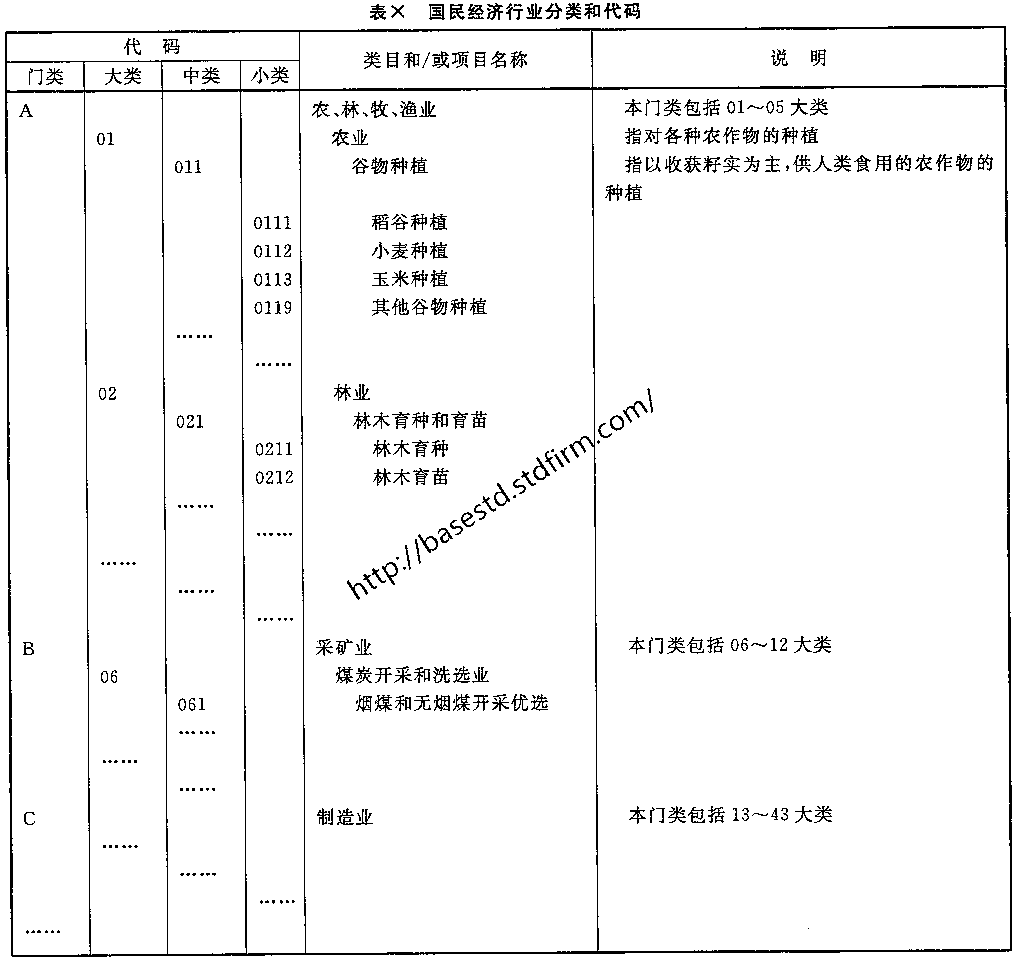 表× 国民经济行业分类和代码
代 码 类目和/或项目名称 说 明
门类 大类 中类 小类
A 农、林、牧、渔业 本门类包括 01～05 大类
01 农业 指对各种农作物的种植
011 谷物种植 指以收获籽实为主,供人类食用的农作物的
种植
0111 稻谷种植
0112 小麦种植
0113 玉米种植
0119 其他谷物种植
……
……
02 林业
021 林木育种和育苗
0211 林木育种
0212 林木育苗
……
……
……
……
……
http://basestd.stdfirm.com/
B 采矿业 本门类包括 06～12 大类
06 煤炭开采和洗选业
061 烟煤和无烟煤开采优选
……
……
……
C 制造业 本门类包括 13～43 大类
……
……
……
……